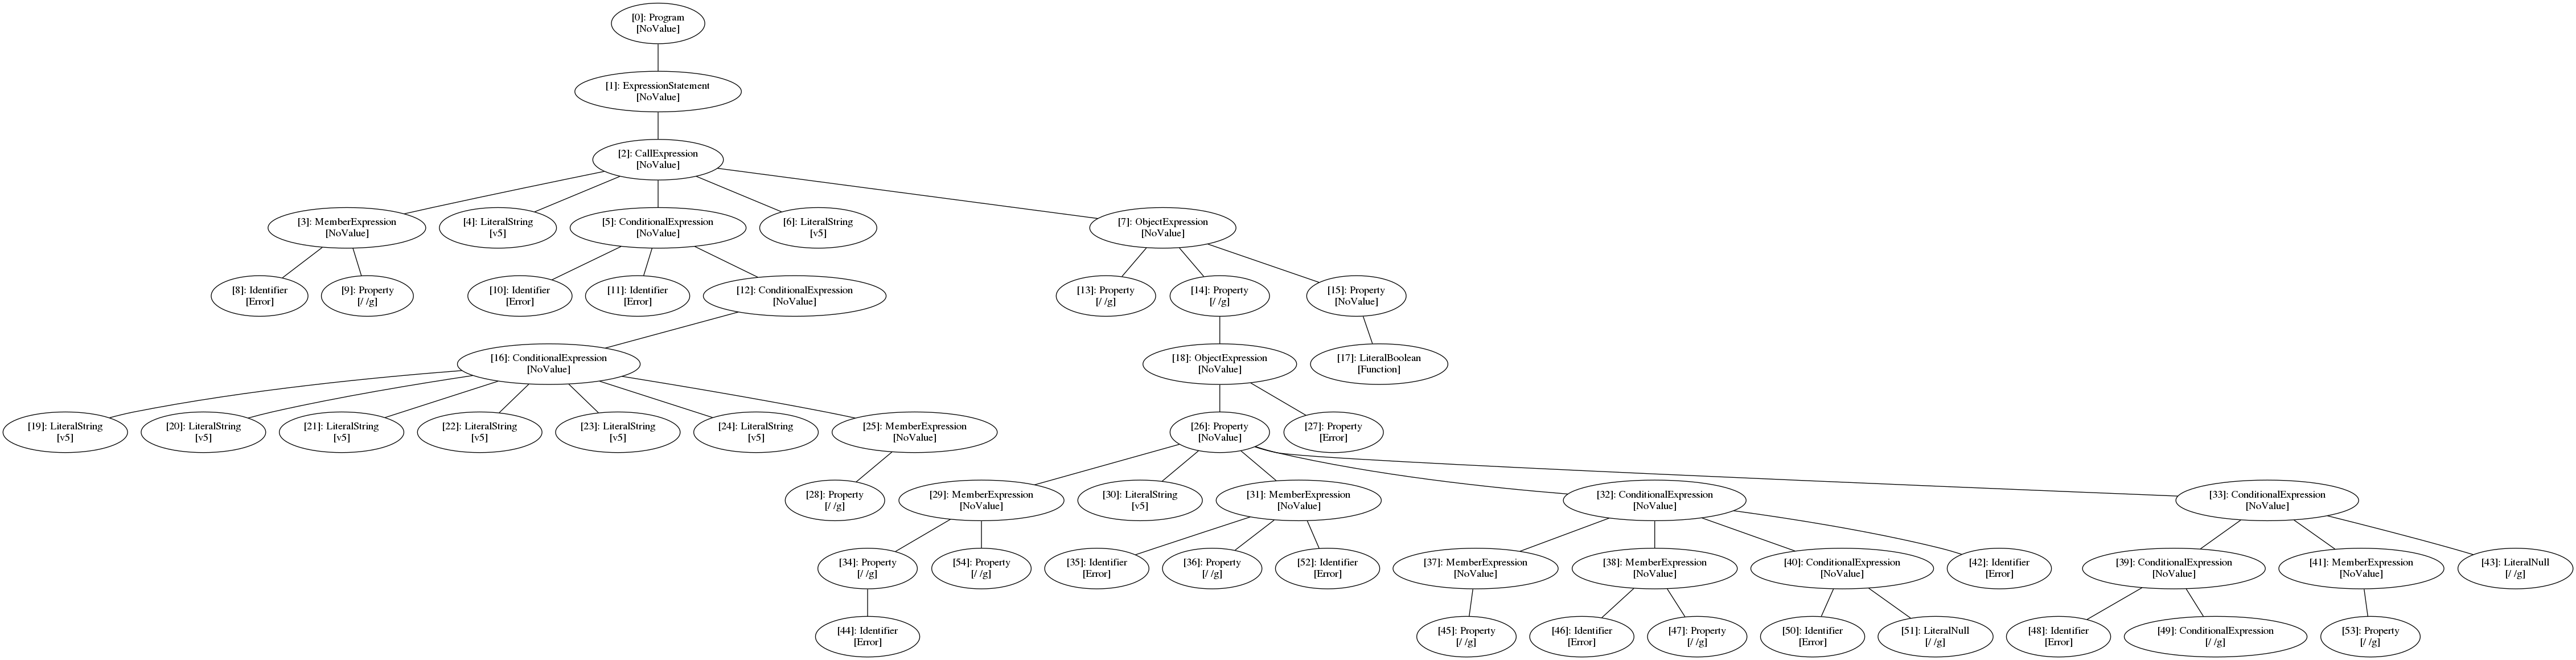 [0]: Program
[NoValue]
[1]: ExpressionStatement
[NoValue]
[2]: CallExpression
[NoValue]
[3]: MemberExpression
[NoValue]
[4]: LiteralString
[v5]
[5]: ConditionalExpression
[NoValue]
[6]: LiteralString
[v5]
[7]: ObjectExpression
[NoValue]
[8]: Identifier
[Error]
[9]: Property
[/ /g]
[10]: Identifier
[Error]
[11]: Identifier
[Error]
[12]: ConditionalExpression
[NoValue]
[13]: Property
[/ /g]
[14]: Property
[/ /g]
[15]: Property
[NoValue]
[16]: ConditionalExpression
[NoValue]
[18]: ObjectExpression
[NoValue]
[17]: LiteralBoolean
[Function]
[19]: LiteralString
[v5]
[20]: LiteralString
[v5]
[21]: LiteralString
[v5]
[22]: LiteralString
[v5]
[23]: LiteralString
[v5]
[24]: LiteralString
[v5]
[25]: MemberExpression
[NoValue]
[26]: Property
[NoValue]
[27]: Property
[Error]
[28]: Property
[/ /g]
[29]: MemberExpression
[NoValue]
[30]: LiteralString
[v5]
[31]: MemberExpression
[NoValue]
[32]: ConditionalExpression
[NoValue]
[33]: ConditionalExpression
[NoValue]
[34]: Property
[/ /g]
[54]: Property
[/ /g]
[35]: Identifier
[Error]
[36]: Property
[/ /g]
[52]: Identifier
[Error]
[37]: MemberExpression
[NoValue]
[38]: MemberExpression
[NoValue]
[40]: ConditionalExpression
[NoValue]
[42]: Identifier
[Error]
[39]: ConditionalExpression
[NoValue]
[41]: MemberExpression
[NoValue]
[43]: LiteralNull
[/ /g]
[44]: Identifier
[Error]
[45]: Property
[/ /g]
[46]: Identifier
[Error]
[47]: Property
[/ /g]
[50]: Identifier
[Error]
[51]: LiteralNull
[/ /g]
[48]: Identifier
[Error]
[49]: ConditionalExpression
[/ /g]
[53]: Property
[/ /g]